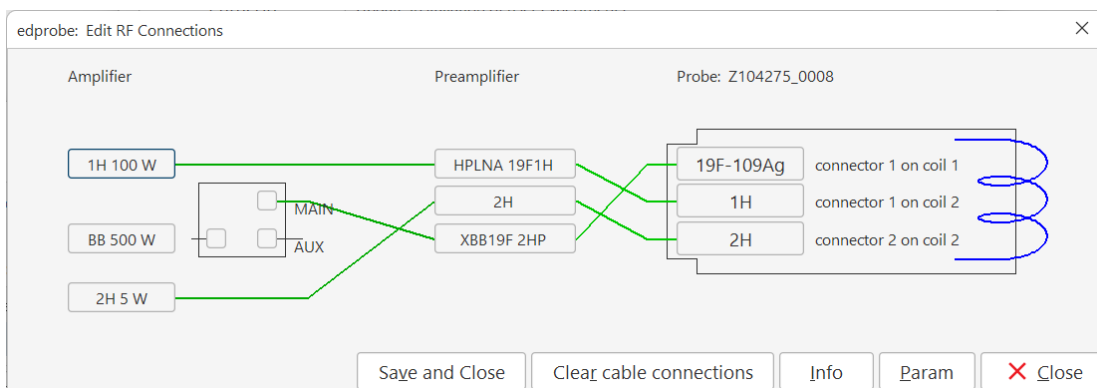 edprobe: Edit RF Connections
Amplifier Preamplifier Probe: Z104275_0008
1H 100 W HPLNA 19F1H 19F-109Ag connector 1 on coil 1
MAIN 2H 1H connector 1 on coil 2
BB 500 W AUX XBB19F 2HP 2H connector 2 on coil 2
2H 5 W
Save and Close Clear cable connections Info Param Close